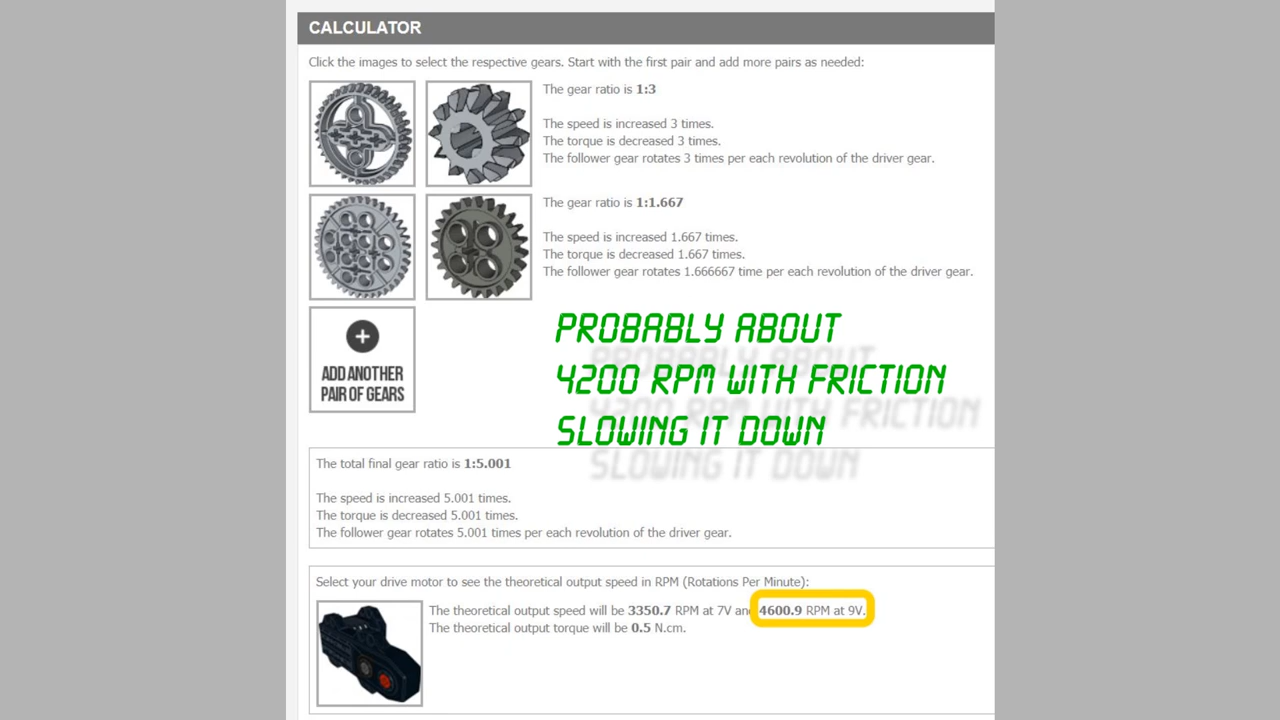 CALCULATOR
Click the images to select the respective gears. Start with the first pair and add more pairs as needed:
The gear ratio is 1:3
The speed is increased 3 times.
The torque is decreased 3 times.
The follower gear rotates 3 times per each revolution of the driver gear.
The gear ratio is 1:1.667
The speed is increased 1.667 times.
The torque is decreased 1.667 times.
The follower gear rotates 1.666667 time per each revolution of the driver gear.
ADD ANOTHER
PAIR OF GEARS
PROBABLY ABOUT
4200 RPM WITH FRICTION
SLOWING IT DOWN
The total final gear ratio is 1:5.001
The speed is increased 5.001 times.
The torque is decreased 5.001 times.
The follower gear rotates 5.001 times per each revolution of the driver gear.
Select your drive motor to see the theoretical output speed in RPM (Rotations Per Minute):
The theoretical output speed will be 3350.7 RPM at 7V and 4600.9 RPM at 9V.
The theoretical output torque will be 0.5 N.cm.